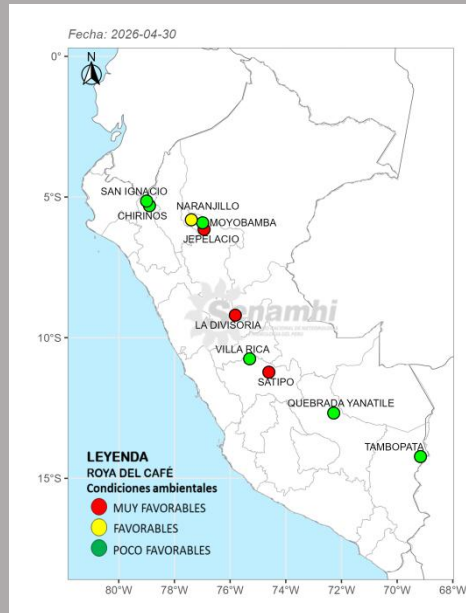 Fecha: 2026-04-30
N
0°
5°S
10°S
15°S
SAN IGNACIO
CHIRINOS
NARANJILLO
MOYOBAMBA
JEPELACIO
Senamhi
LA DIVISORIA
VILLA RICA
SATIPO
QUEBRADA YANATILE
TAMBOPATA
LEYENDA
ROYA DEL CAFÉ
Condiciones ambientales
MUY FAVORABLES
FAVORABLES
POCO FAVORABLES
80°W 78°W 76°W 74°W 72°W 70°W 68°W